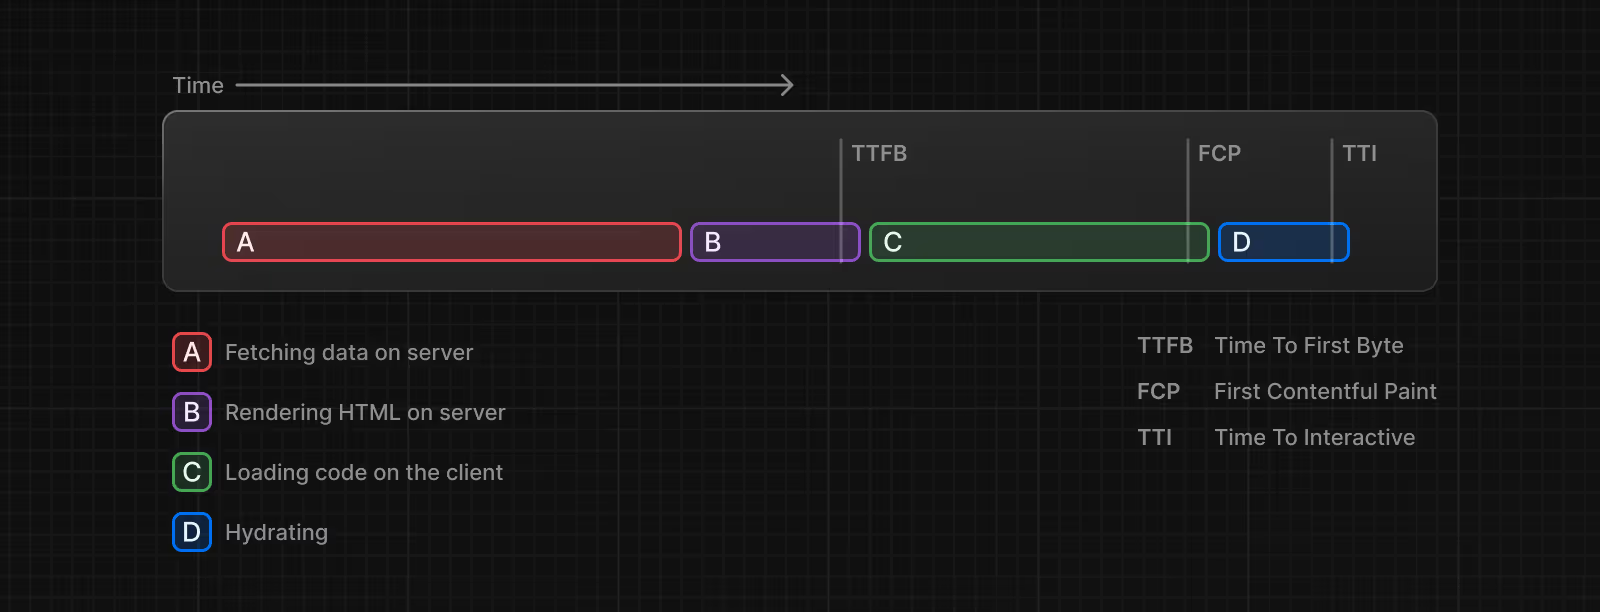 Time
TTFB
FCP
TTI
A
B
C
D
A Fetching data on server
B Rendering HTML on server
C Loading code on the client
D Hydrating
TTFB Time To First Byte
FCP First Contentful Paint
TTI Time To Interactive